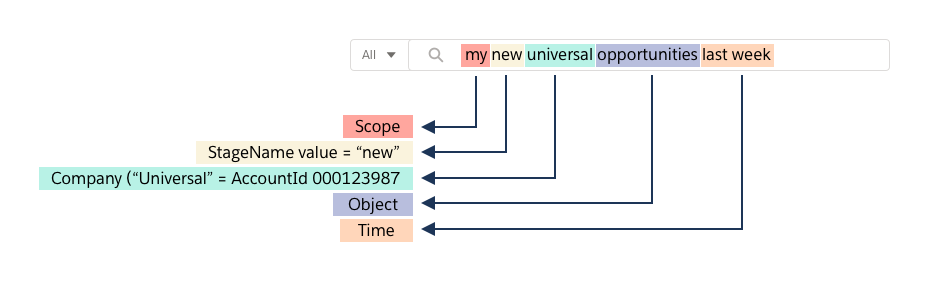 All my new universal opportunities last week
Scope
StageName value = “new”
Company (“Universal” = AccountId 000123987
Object
Time